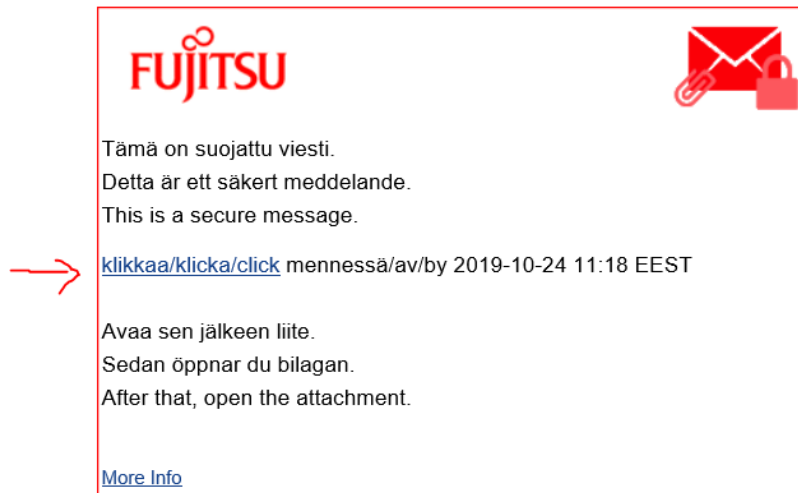 FUJITSU
Tämä on suojattu viesti.
Detta är ett säkert meddelande.
This is a secure message.
klikkaa/klicka/click mennessä/av/by 2019-10-24 11:18 EEST
Avaa sen jälkeen liite.
Sedan öppnar du bilagan.
After that, open the attachment.
More Info